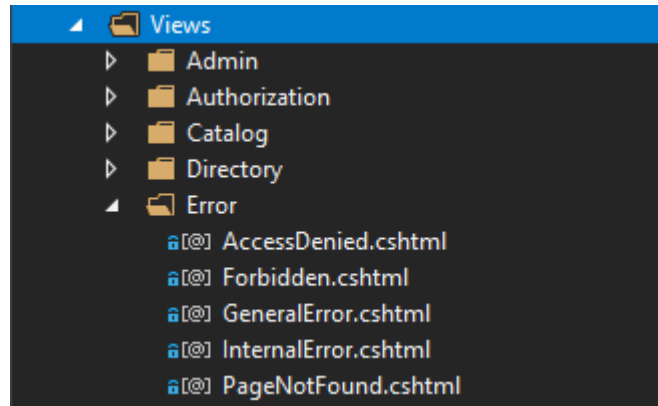 Views
Admin
Authorization
Catalog
Directory
Error
[@] AccessDenied.cshtml
[@] Forbidden.cshtml
[@] GeneralError.cshtml
[@] InternalError.cshtml
[@] PageNotFound.cshtml